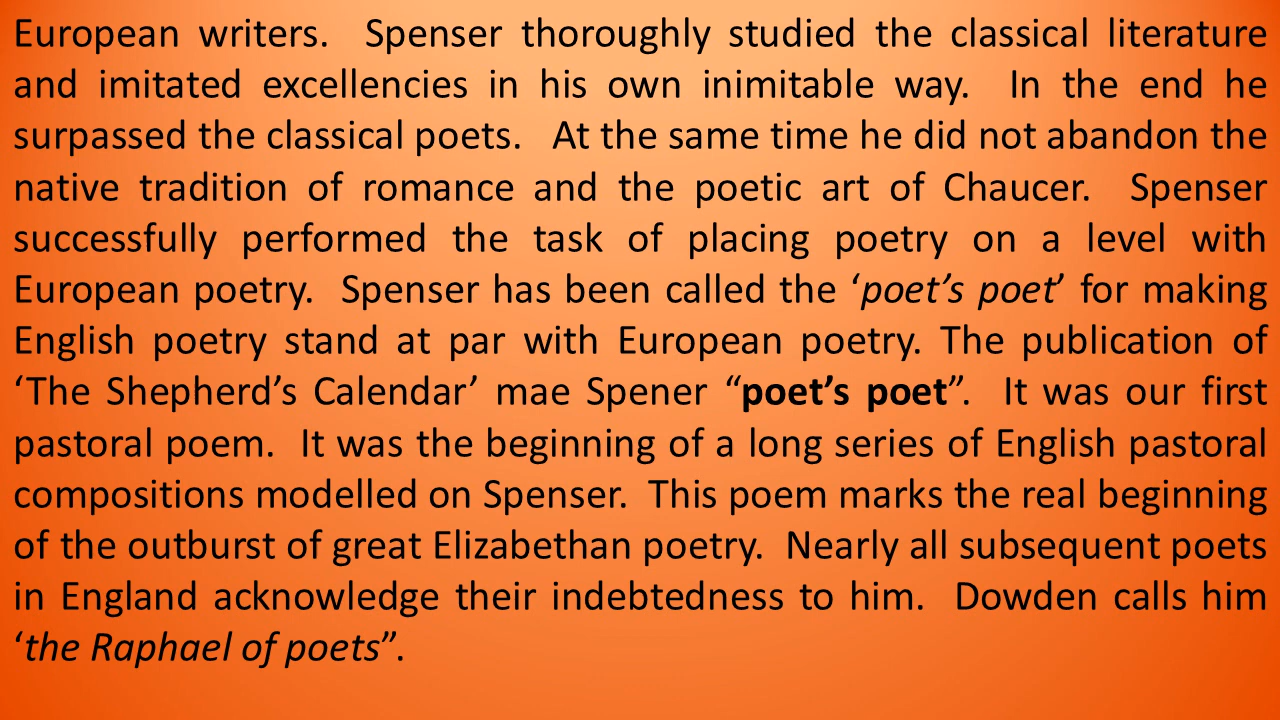 European writers. Spenser thoroughly studied the classical literature
and imitated excellencies in his own inimitable way. In the end he
surpassed the classical poets. At the same time he did not abandon the
native tradition of romance and the poetic art of Chaucer. Spenser
successfully performed the task of placing poetry on a level with
European poetry. Spenser has been called the ‘poet’s poet’ for making
English poetry stand at par with European poetry. The publication of
‘The Shepherd’s Calendar’ mae Spener “poet’s poet”. It was our first
pastoral poem. It was the beginning of a long series of English pastoral
compositions modelled on Spenser. This poem marks the real beginning
of the outburst of great Elizabethan poetry. Nearly all subsequent poets
in England acknowledge their indebtedness to him. Dowden calls him
‘the Raphael of poets”.